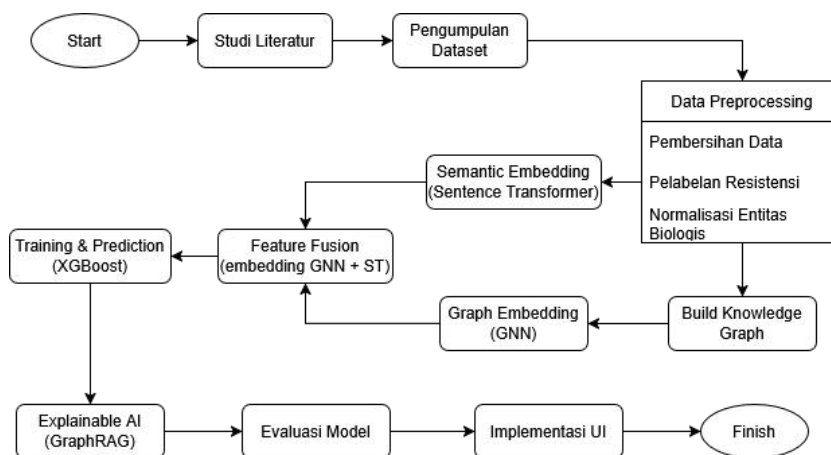 Start
Studi Literatur
Pengumpulan
Dataset
Data Preprocessing
Pembersihan Data
Pelabelan Resistensi
Normalisasi Entitas
Biologis
Semantic Embedding
(Sentence Transformer)
Build Knowledge
Graph
Graph Embedding
(GNN)
Feature Fusion
(embedding GNN + ST)
Training & Prediction
(XGBoost)
Explainable AI
(GraphRAG)
Evaluasi Model
Implementasi UI
Finish